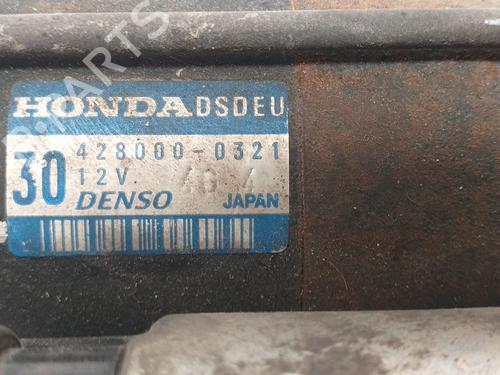 HONDA DSDEU
30 428000-0321
12V
DENSO JAPAN